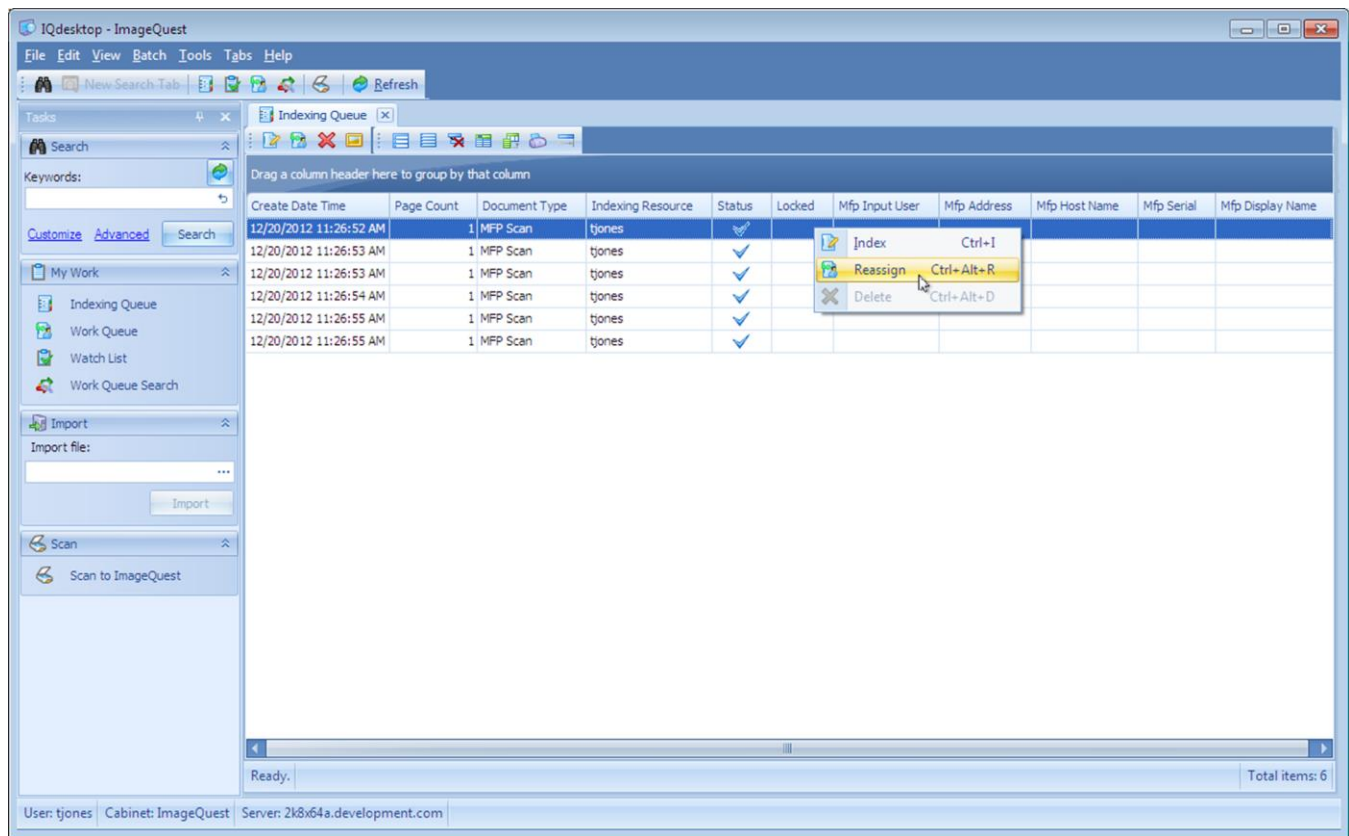 IQdesktop - ImageQuest
File Edit View Batch Tools Tabs Help
New Search Tab Refresh
Tasks
Search
Keywords:
Customize Advanced Search
My Work
Indexing Queue
Work Queue
Watch List
Work Queue Search
Import
Import file:
...
Import
Scan
Scan to ImageQuest
Indexing Queue
Drag a column header here to group by that column
Create Date Time Page Count Document Type Indexing Resource Status Locked Mfp Input User Mfp Address Mfp Host Name Mfp Serial Mfp Display Name
12/20/2012 11:26:52 AM 1 MFP Scan tjones
12/20/2012 11:26:53 AM 1 MFP Scan tjones
12/20/2012 11:26:53 AM 1 MFP Scan tjones
12/20/2012 11:26:54 AM 1 MFP Scan tjones
12/20/2012 11:26:55 AM 1 MFP Scan tjones
12/20/2012 11:26:55 AM 1 MFP Scan tjones
Index Ctrl+I
Reassign Ctrl+Alt+R
Delete Ctrl+Alt+D
Ready. Total items: 6
User: tjones Cabinet: ImageQuest Server: 2k8x64a.development.com